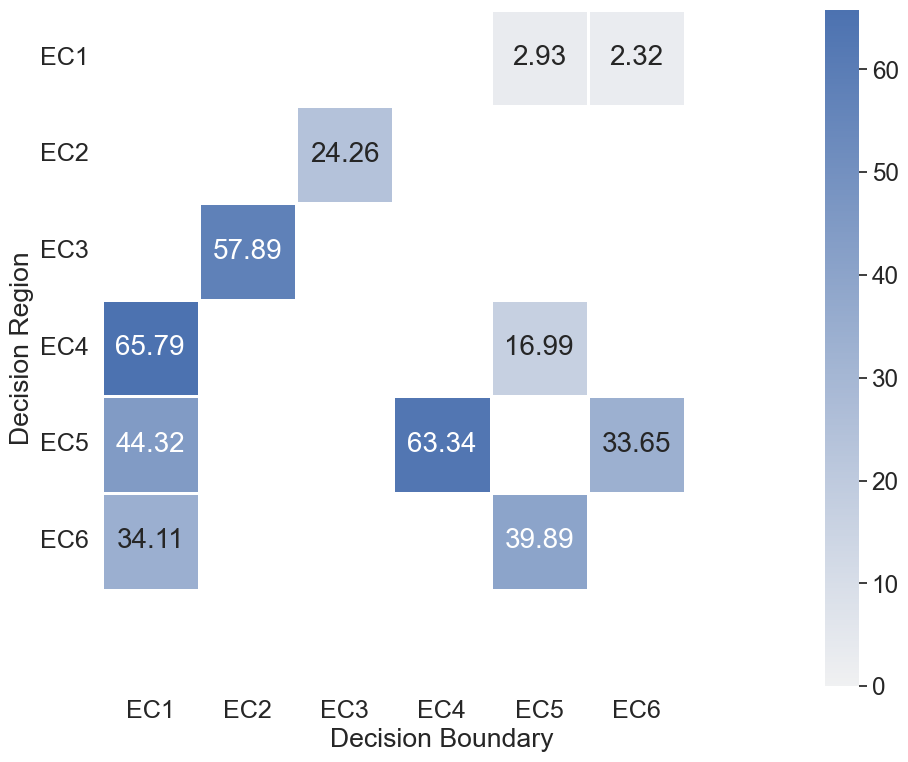 EC1 2.93 2.32
EC2 24.26
EC3 57.89
EC4 65.79 16.99
EC5 44.32 63.34 33.65
EC6 34.11 39.89
Decision Region
EC1 EC2 EC3 EC4 EC5 EC6
Decision Boundary
60
50
40
30
20
10
0